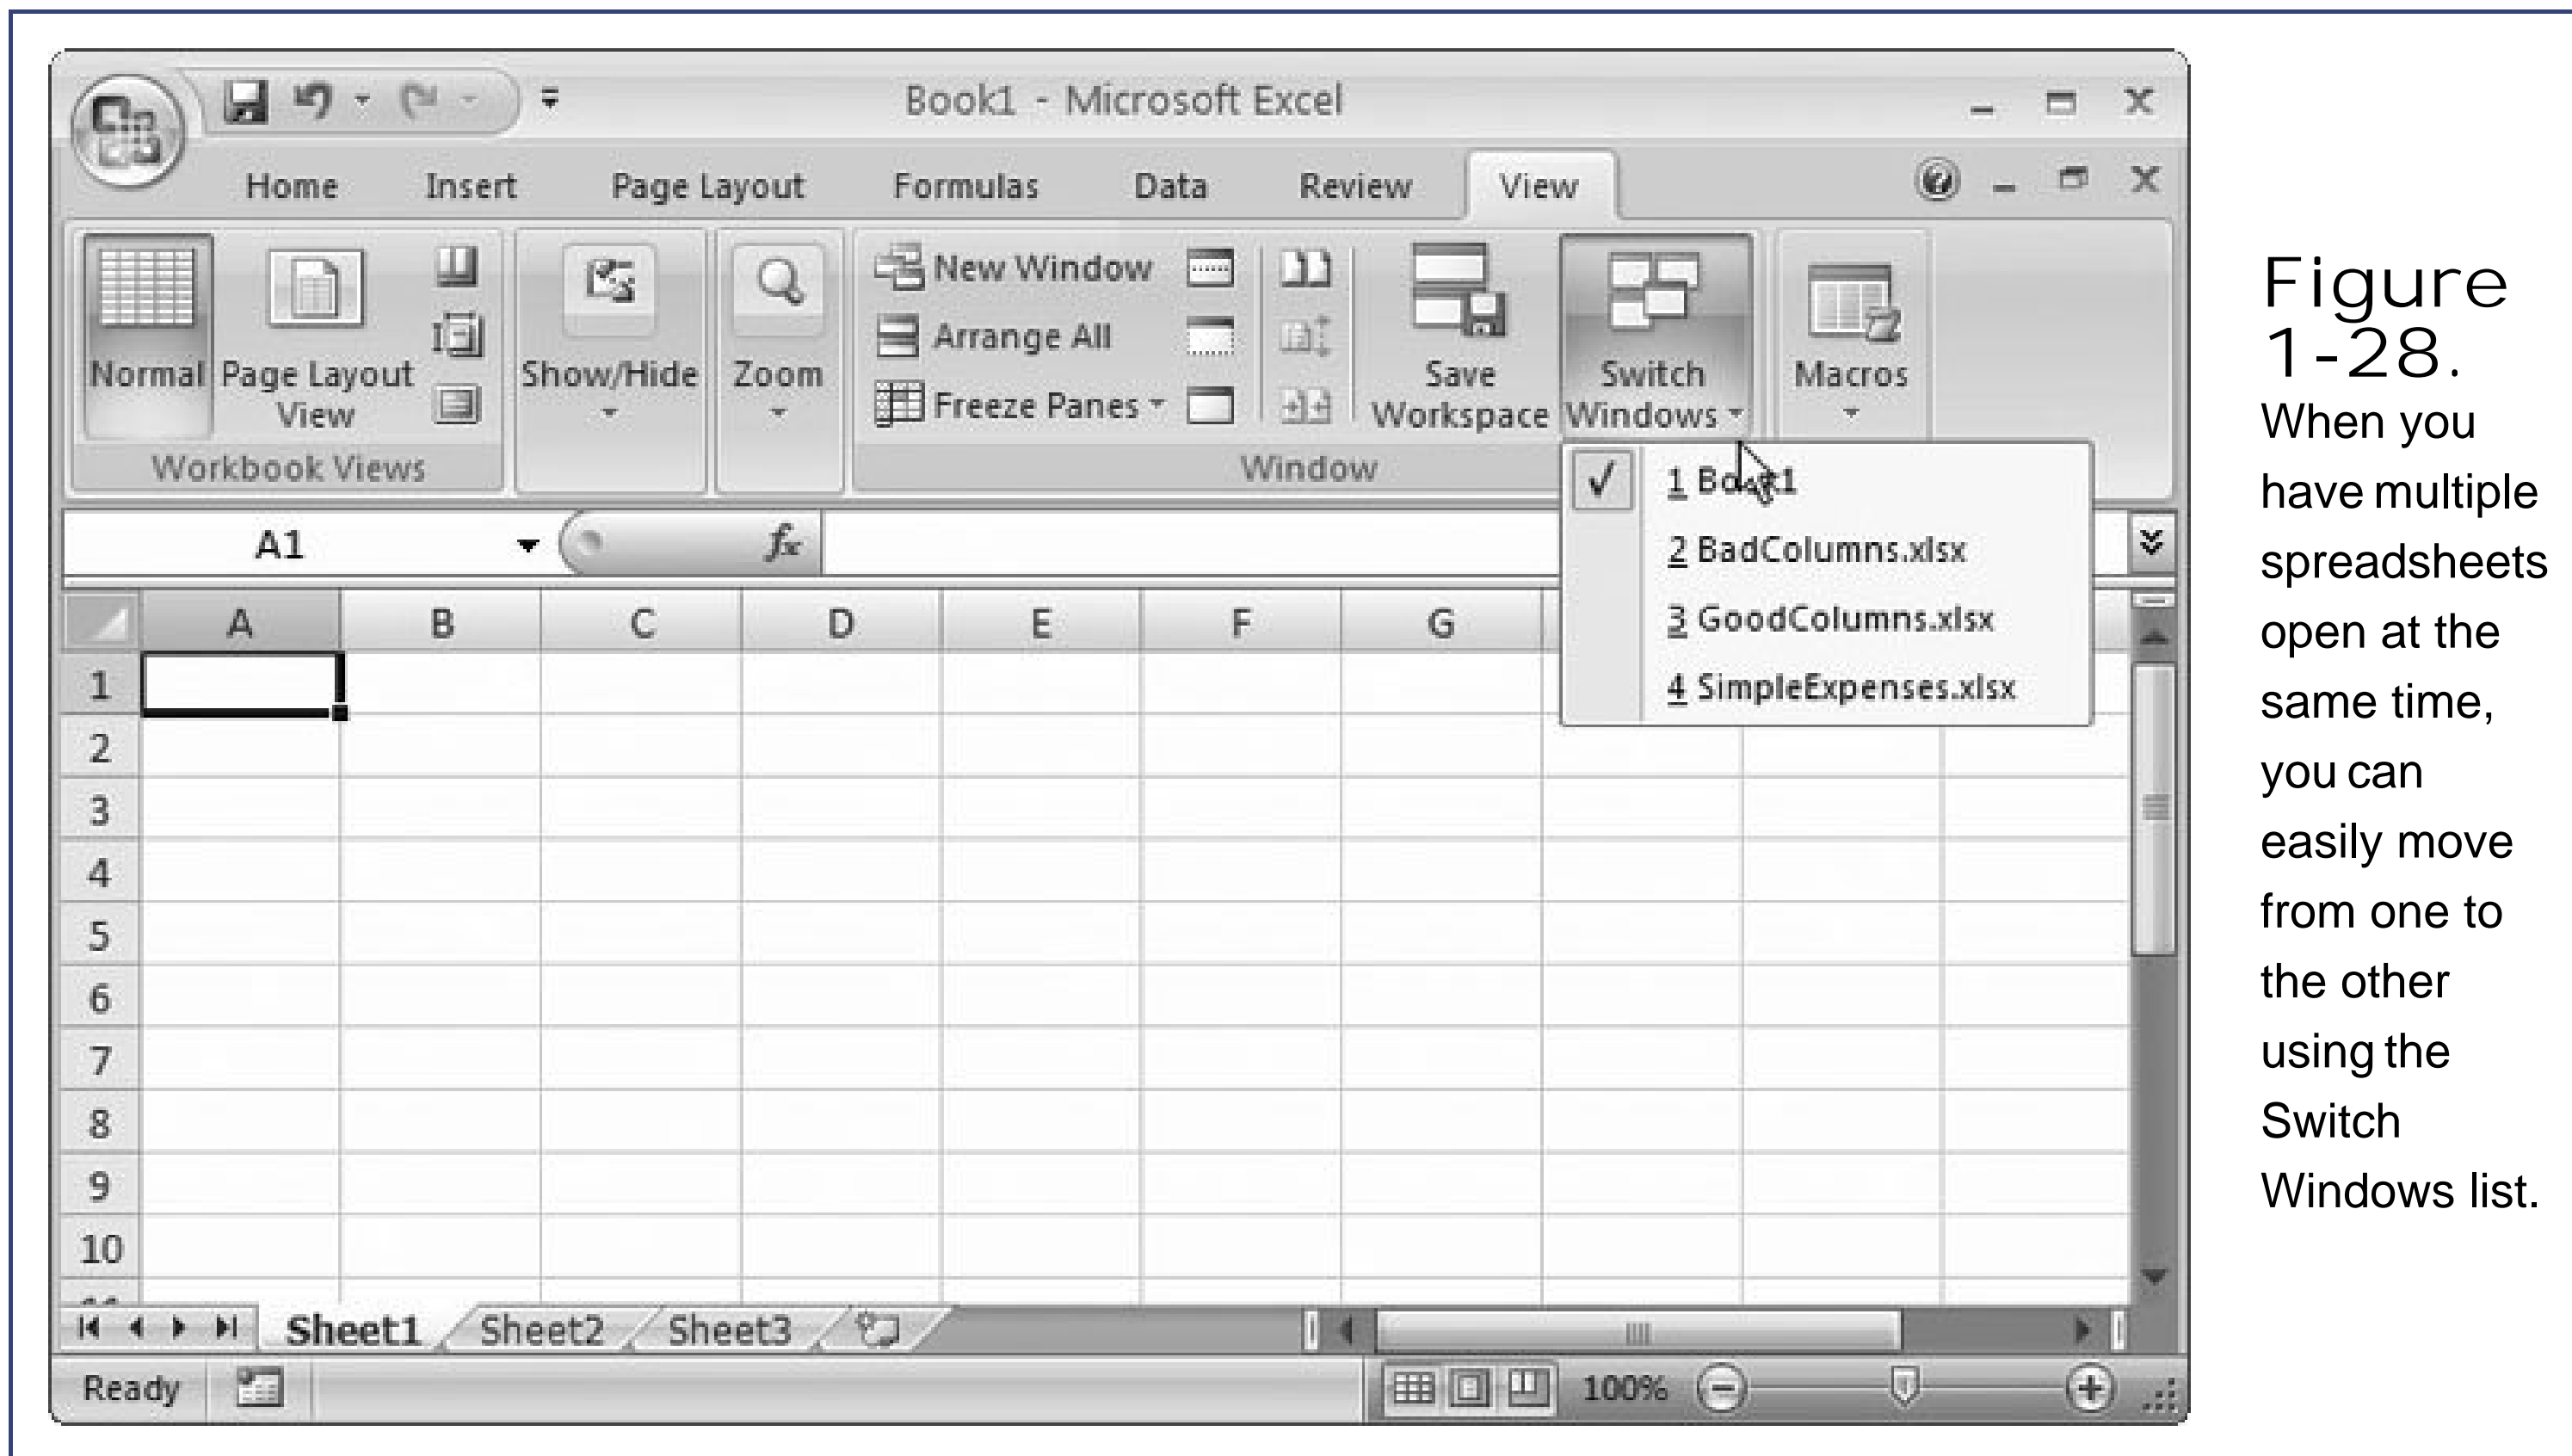 Book1 - Microsoft Excel
Home Insert Page Layout Formulas Data Review View
New Window
Arrange All
Freeze Panes
Normal Page Layout View
Show/Hide
Zoom
Save Workspace
Switch Windows
Macros
Workbook Views
Window
1 Book1
2 BadColumns.xlsx
3 GoodColumns.xlsx
4 SimpleExpenses.xlsx
A1 fx
A B C D E F G
1
2
3
4
5
6
7
8
9
10
Sheet1 Sheet2 Sheet3
Ready 100%
Figure
1-28.
When you
have multiple
spreadsheets
open at the
same time,
you can
easily move
from one to
the other
using the
Switch
Windows list.